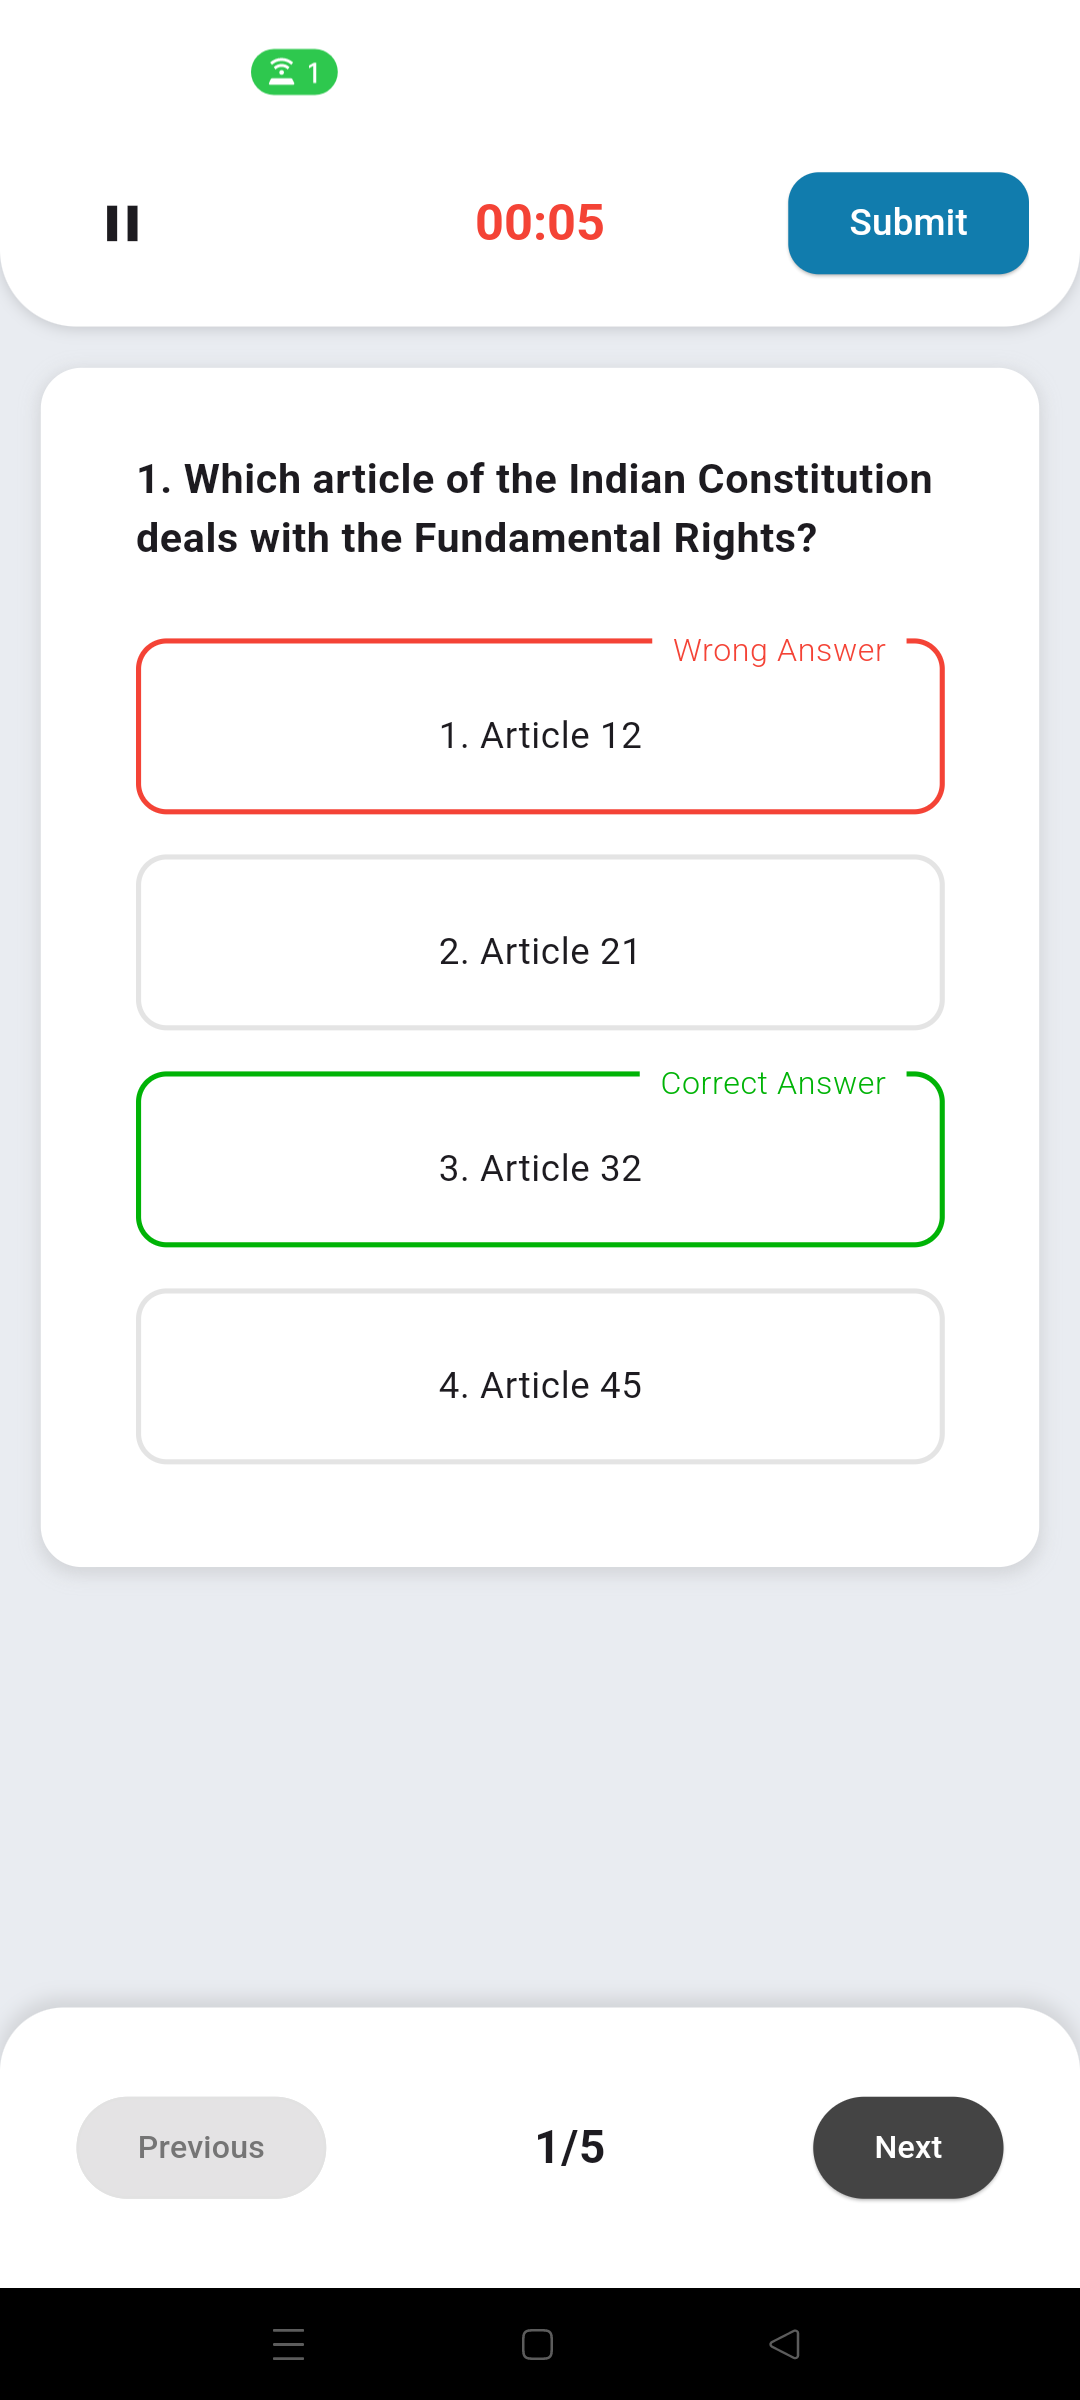 1
00:05
Submit
1. Which article of the Indian Constitution
deals with the Fundamental Rights?
Wrong Answer
1. Article 12
2. Article 21
Correct Answer
3. Article 32
4. Article 45
Previous
1/5
Next